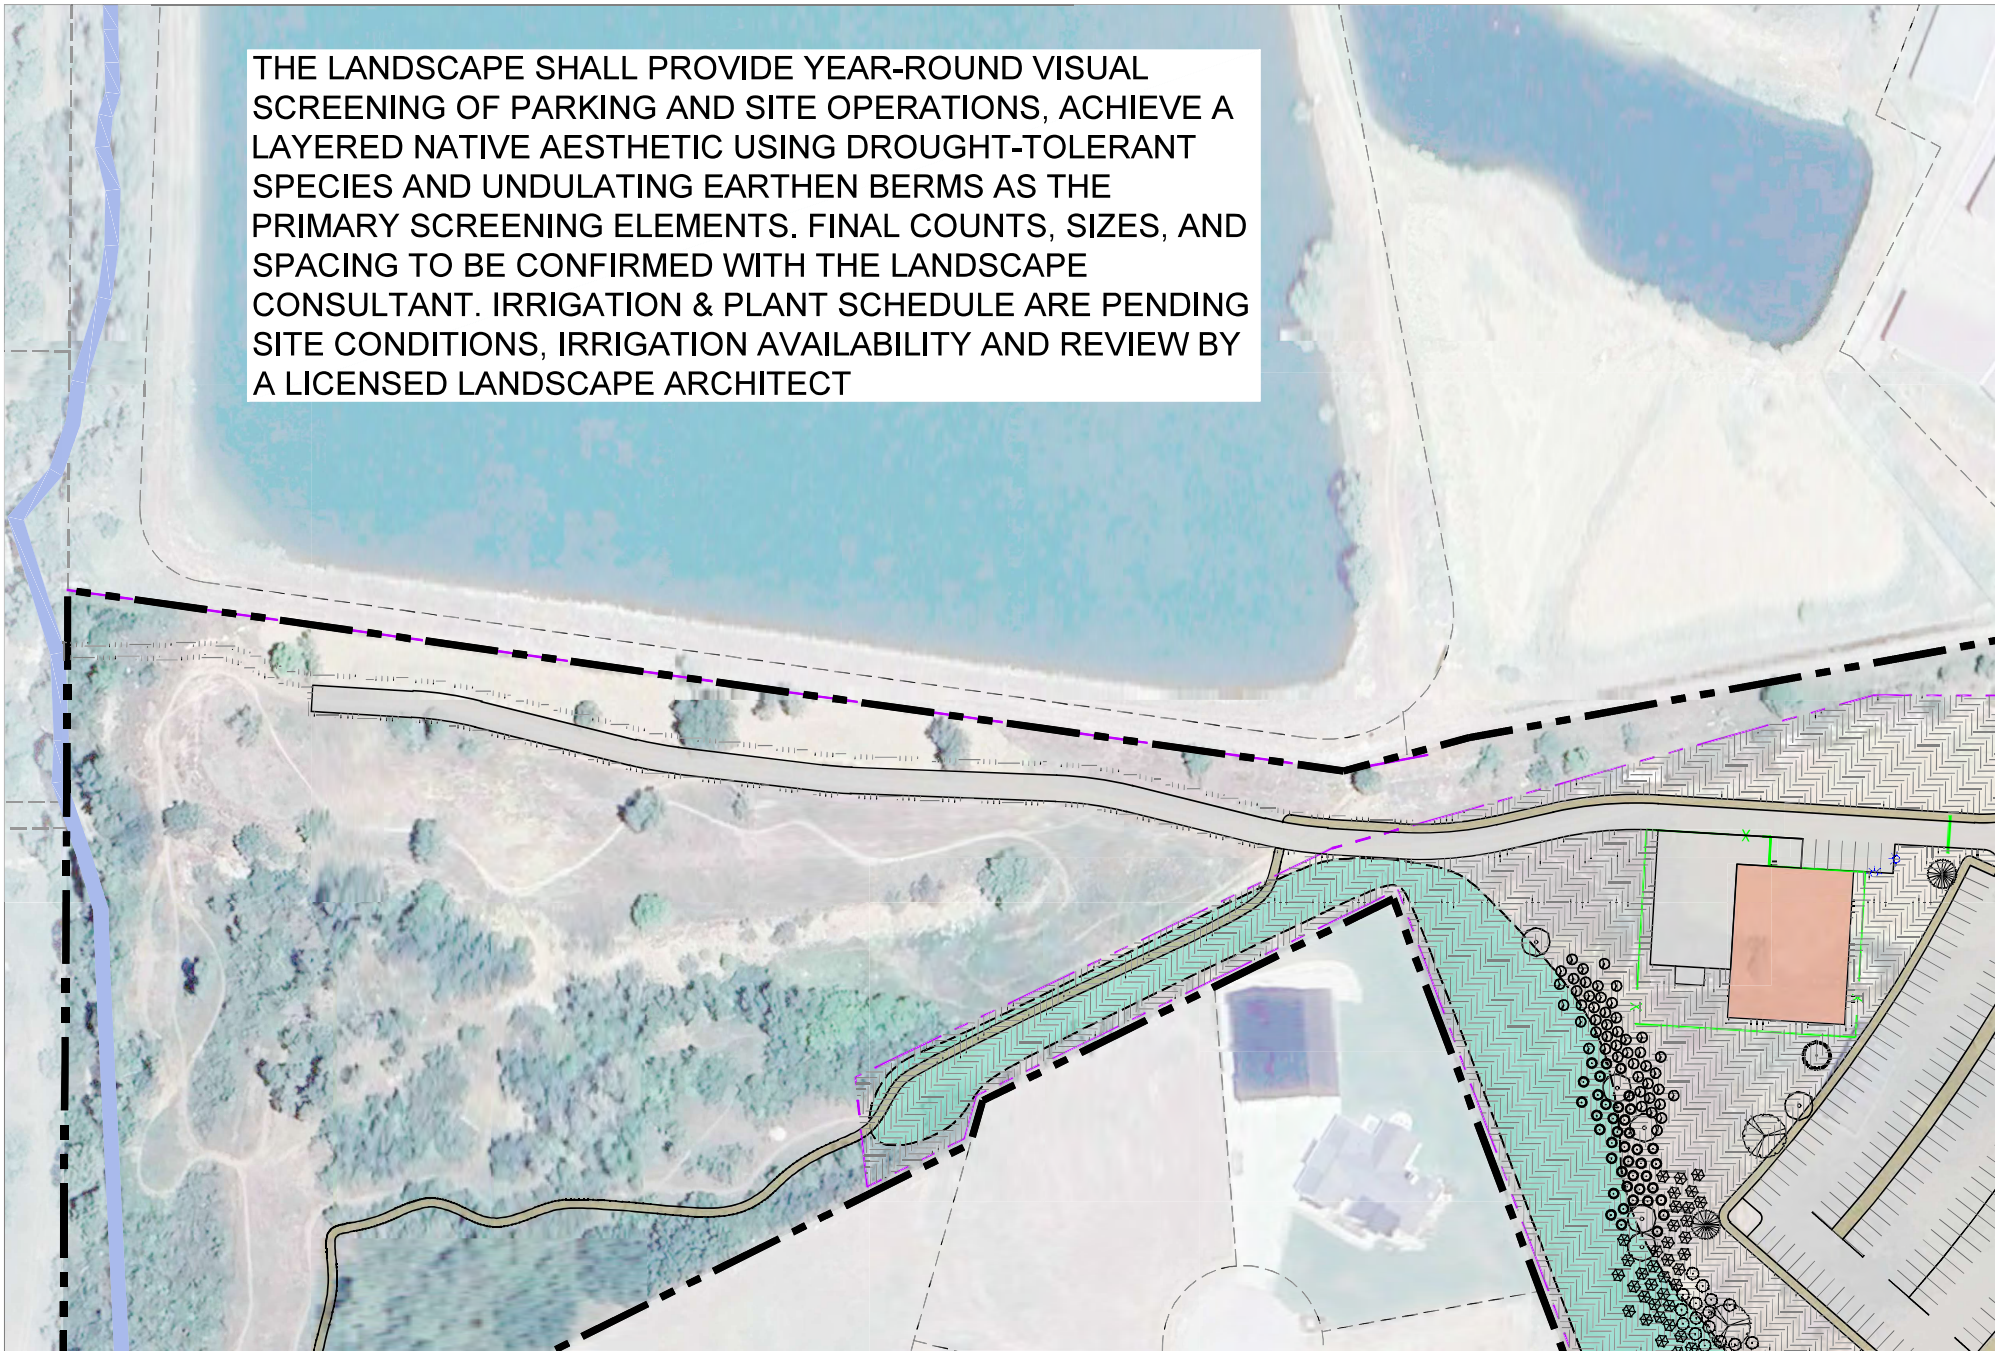 THE LANDSCAPE SHALL PROVIDE YEAR-ROUND VISUAL
SCREENING OF PARKING AND SITE OPERATIONS, ACHIEVE A
LAYERED NATIVE AESTHETIC USING DROUGHT-TOLERANT
SPECIES AND UNDULATING EARTHEN BERMS AS THE
PRIMARY SCREENING ELEMENTS. FINAL COUNTS, SIZES, AND
SPACING TO BE CONFIRMED WITH THE LANDSCAPE
CONSULTANT. IRRIGATION & PLANT SCHEDULE ARE PENDING
SITE CONDITIONS, IRRIGATION AVAILABILITY AND REVIEW BY
A LICENSED LANDSCAPE ARCHITECT